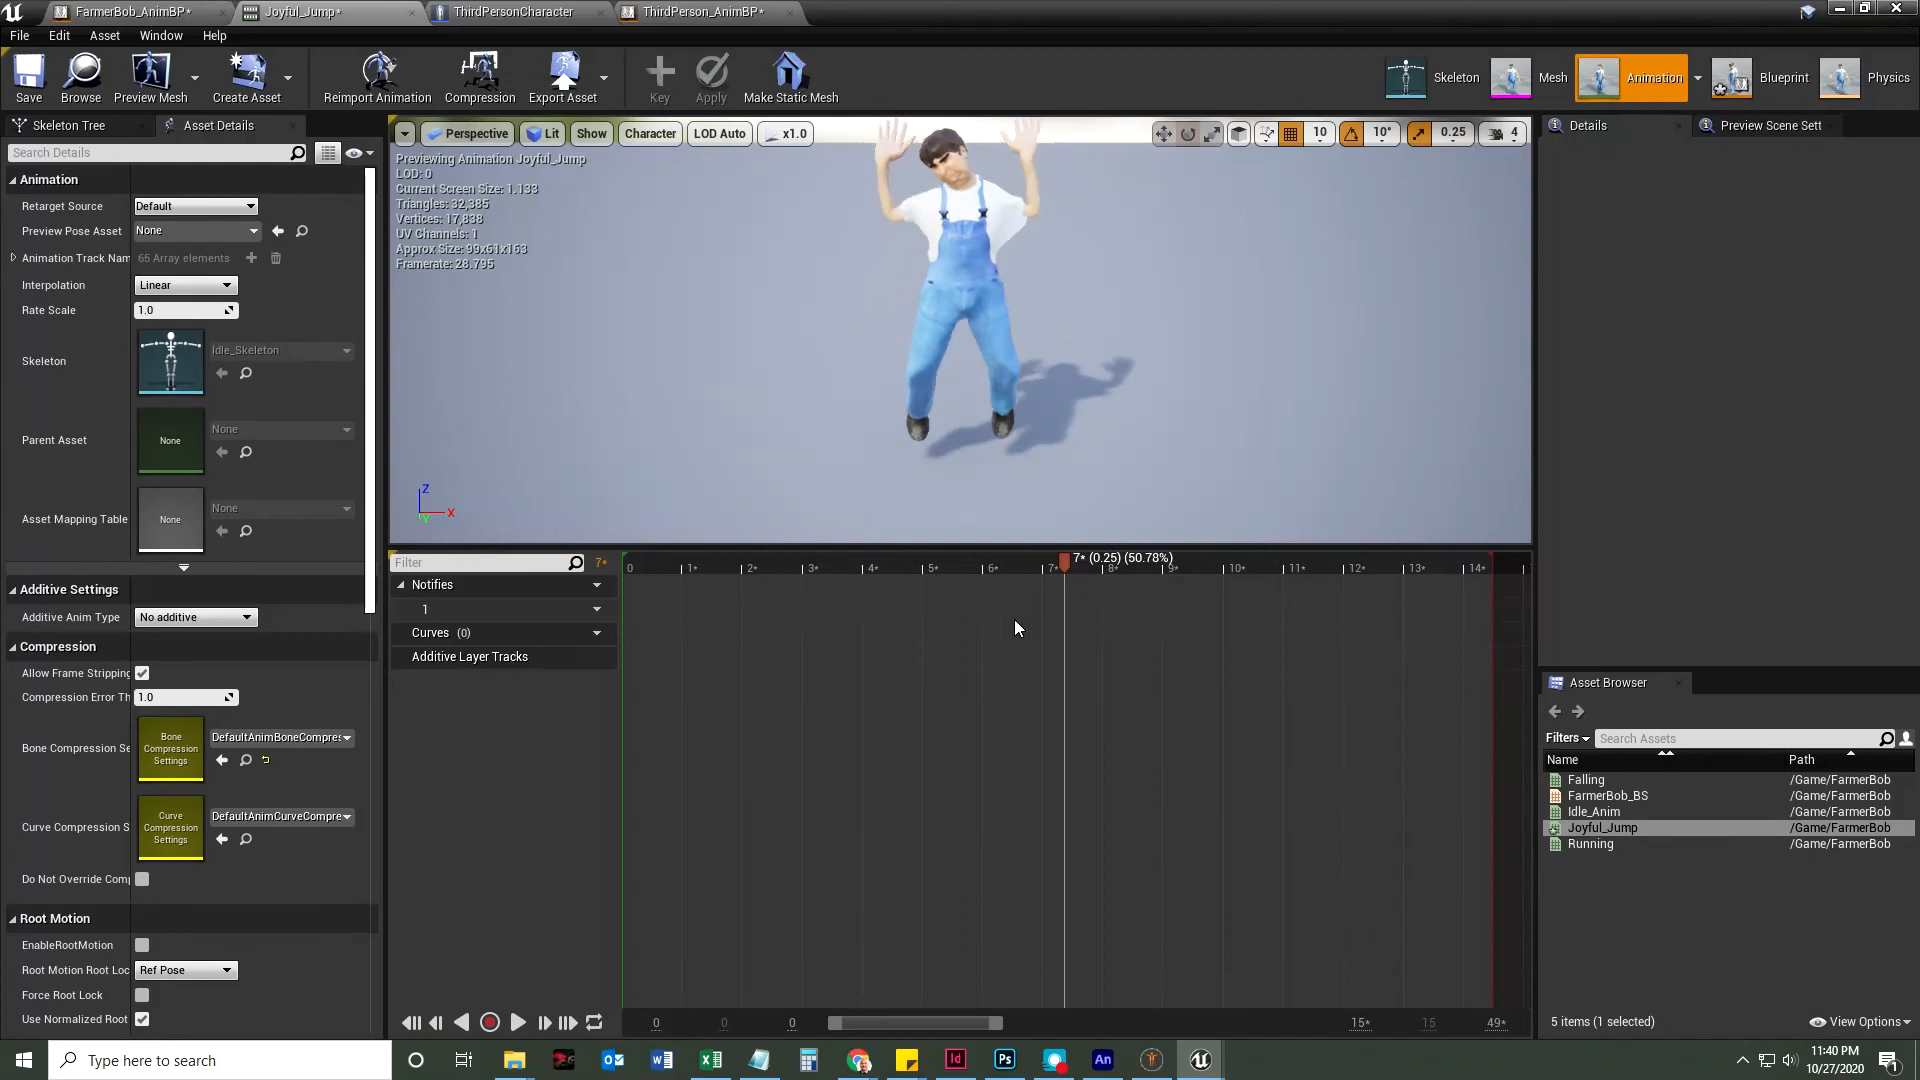 FarmerBob_AnimBP*
Joyful_Jump*
ThirdPersonCharacter
ThirdPerson_AnimBP*
File
Edit
Asset
Window
Help
Save
Browse
Preview Mesh
Create Asset
Reimport Animation
Compression
Export Asset
Key
Apply
Make Static Mesh
Skeleton
Mesh
Animation
Blueprint
Physics
Skeleton Tree
Asset Details
Search Details
Animation
Retarget Source
Default
Preview Pose Asset
None
Animation Track Nam
65 Array elements
Interpolation
Linear
Rate Scale
1.0
Skeleton
Idle_Skeleton
Parent Asset
None
None
Asset Mapping Table
None
None
Additive Settings
Additive Anim Type
No additive
Compression
Allow Frame Stripping
Compression Error Th
1.0
Bone Compression Se
Bone
Compression
Settings
DefaultAnimBoneCompres
Curve Compression S
Curve
Compression
Settings
DefaultAnimCurveCompre
Do Not Override Comp
Root Motion
EnableRootMotion
Root Motion Root Loc
Ref Pose
Force Root Lock
Use Normalized Root
Perspective
Lit
Show
Character
LOD Auto
x1.0
10
10°
0.25
4
Previewing Animation Joyful_Jump
LOD: 0
Current Screen Size: 1.133
Triangles: 32,385
Vertices: 17,838
UV Channels: 1
Approx Size: 99x61x163
Framerate: 28.795
Z
X
Y
Filter
7*
7* (0.25) (50.78%)
0 1* 2* 3* 4* 5* 6* 7* 8* 9* 10* 11* 12* 13* 14*
Notifies
1
Curves (0)
Additive Layer Tracks
0 0 0 15* 15 49*
Details
Preview Scene Sett
Asset Browser
Filters
Search Assets
Name Path
Falling /Game/FarmerBob
FarmerBob_BS /Game/FarmerBob
Idle_Anim /Game/FarmerBob
Joyful_Jump /Game/FarmerBob
Running /Game/FarmerBob
5 items (1 selected)
View Options
Type here to search
Id
Ps
An
11:40 PM
10/27/2020
1